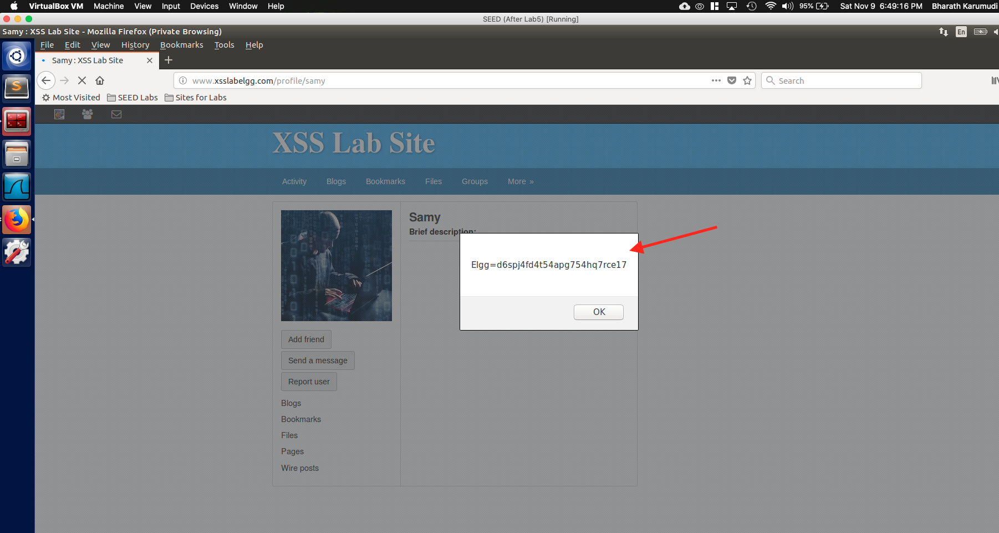 VirtualBox VM Machine View Input Devices Window Help 95% Sat Nov 9 6:49:16 PM Bharath Karumudi
SEED (After Lab5) [Running]
Samy : XSS Lab Site - Mozilla Firefox (Private Browsing) En
File Edit View History Bookmarks Tools Help
Samy : XSS Lab Site
www.xsslabelgg.com/profile/samy Search
Most Visited SEED Labs Sites for Labs
XSS Lab Site
Activity Blogs Bookmarks Files Groups More »
Samy
Brief description:
Elgg=d6spj4fd4t54apg754hq7rce17
OK
Add friend
Send a message
Report user
Blogs
Bookmarks
Files
Pages
Wire posts